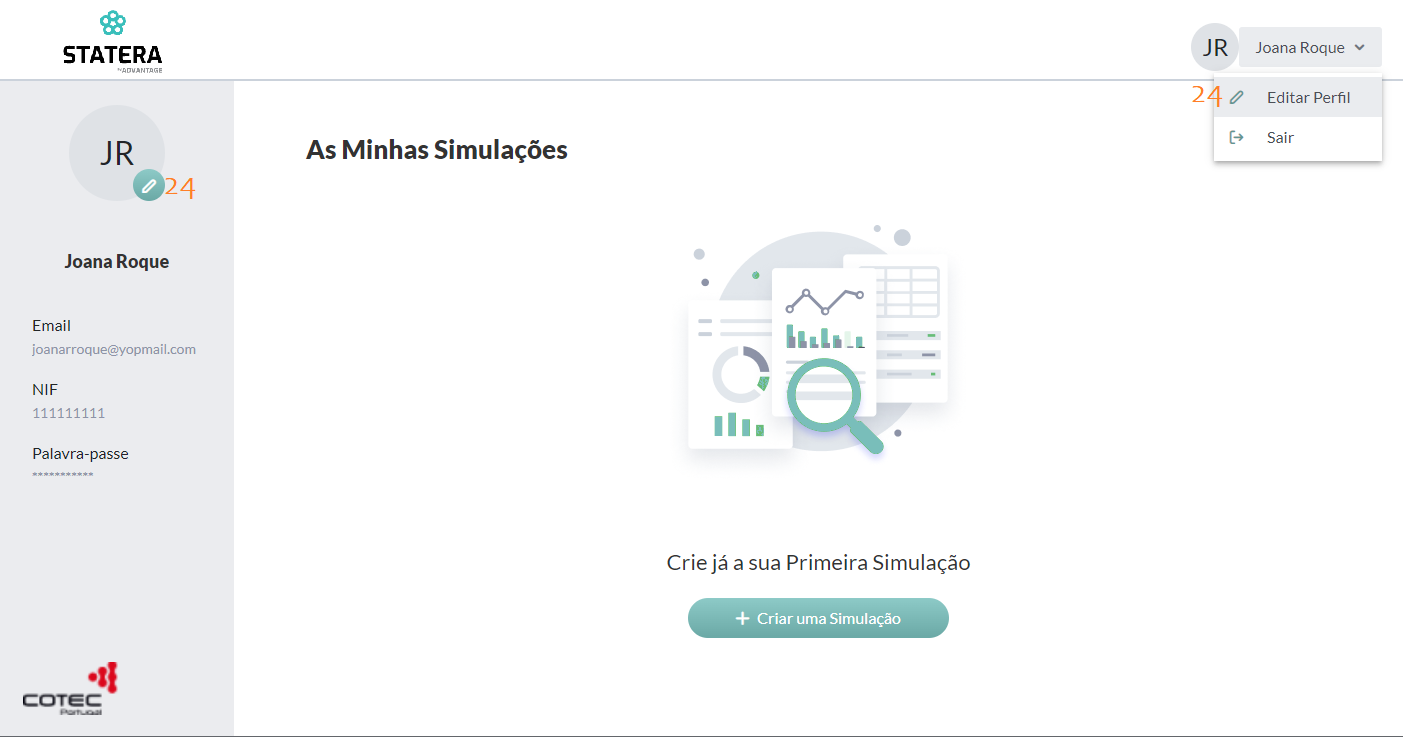 STATERA
by ADVANTAGE
JR
Joana Roque
24
Editar Perfil
Sair
JR
24
Joana Roque
Email
joanarroque@yopmail.com
NIF
111111111
Palavra-passe
***********
As Minhas Simulações
Crie já a sua Primeira Simulação
+ Criar uma Simulação
COTEC
Portugal